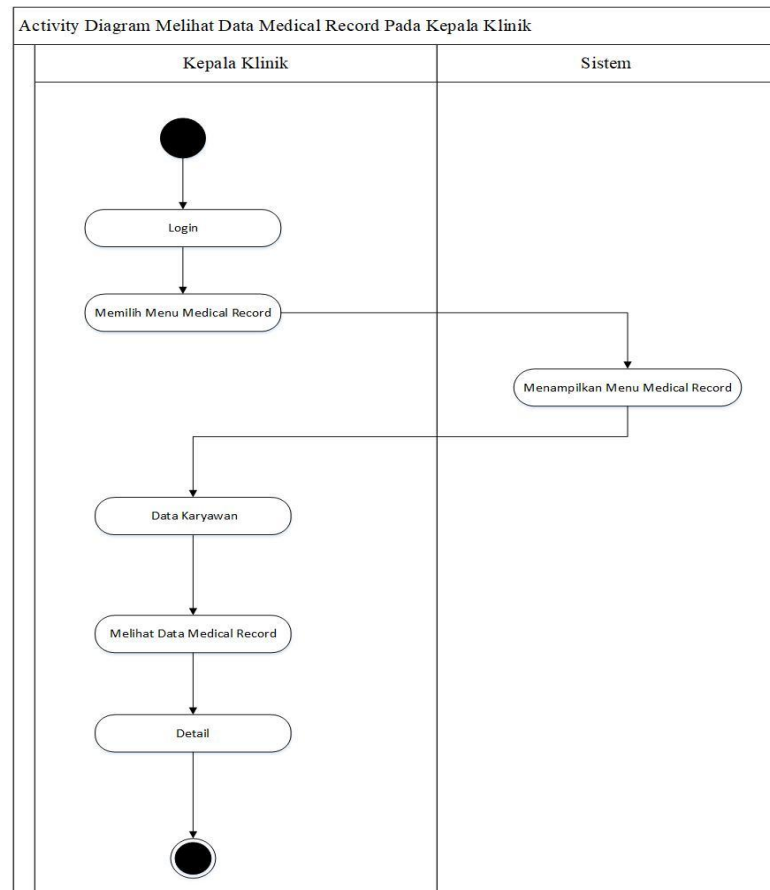 Activity Diagram Melihat Data Medical Record Pada Kepala Klinik
Kepala Klinik
Sistem
Login
Memilih Menu Medical Record
Menampilkan Menu Medical Record
Data Karyawan
Melihat Data Medical Record
Detail